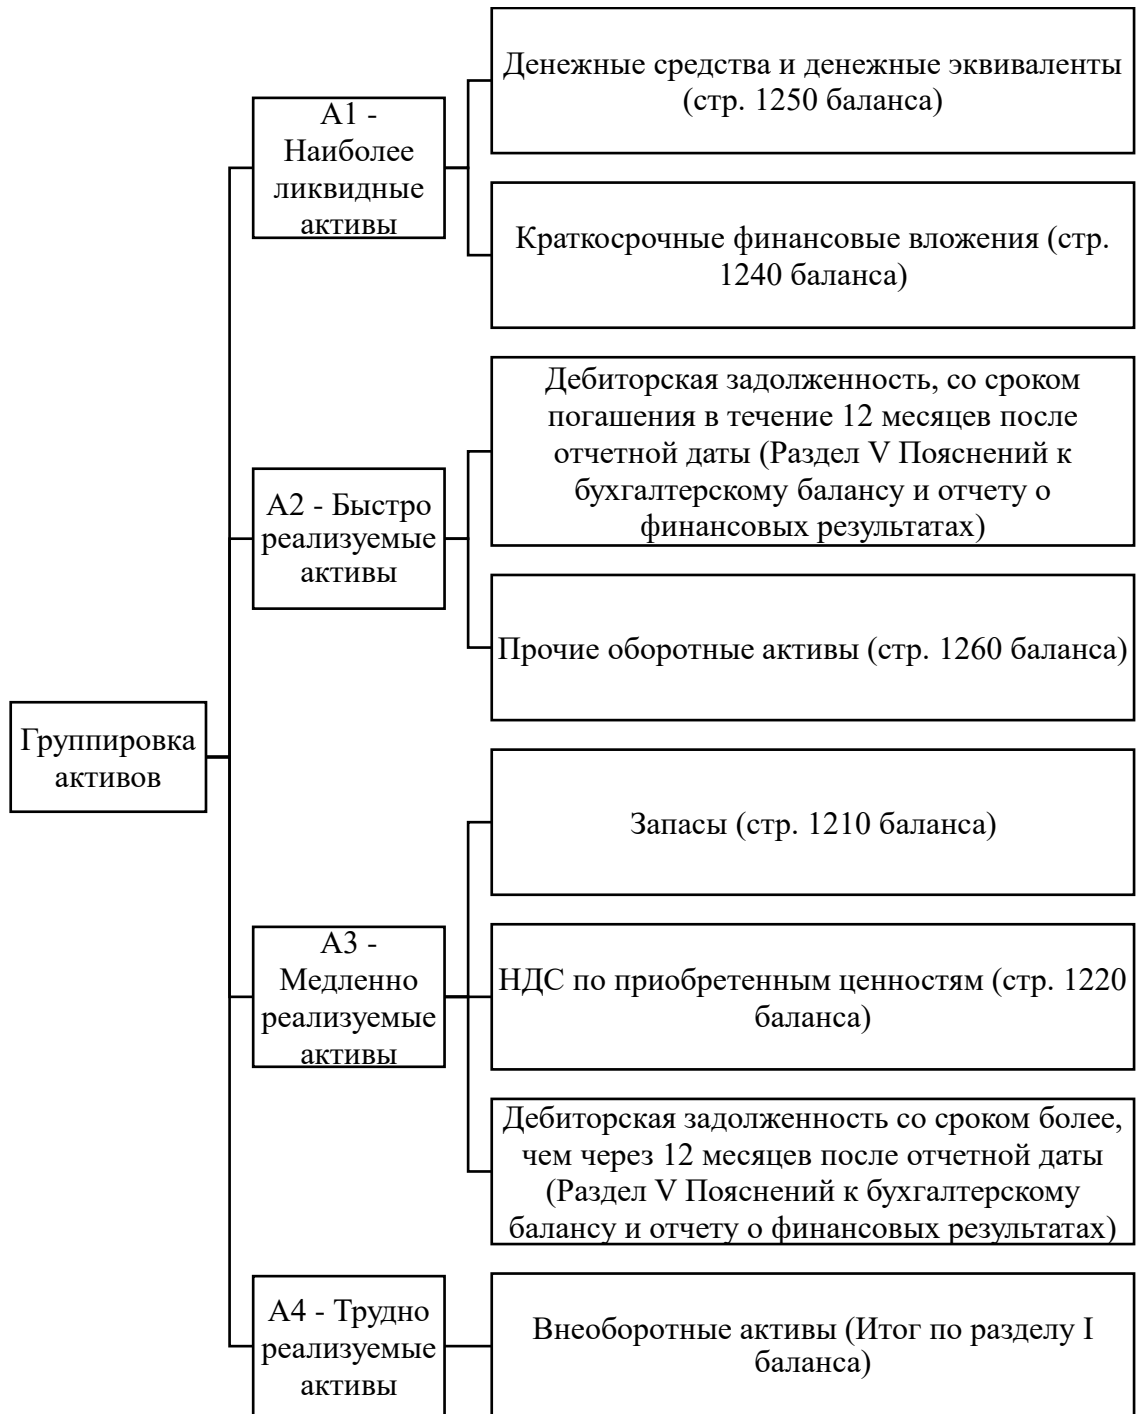 Группировка
активов
А1 -
Наиболее
ликвидные
активы
Денежные средства и денежные эквиваленты
(стр. 1250 баланса)
Краткосрочные финансовые вложения (стр.
1240 баланса)
А2 - Быстро
реализуемые
активы
Дебиторская задолженность, со сроком
погашения в течение 12 месяцев после
отчетной даты (Раздел V Пояснений к
бухгалтерскому балансу и отчету о
финансовых результатах)
Прочие оборотные активы (стр. 1260 баланса)
А3 -
Медленно
реализуемые
активы
Запасы (стр. 1210 баланса)
НДС по приобретенным ценностям (стр. 1220
баланса)
Дебиторская задолженность со сроком более,
чем через 12 месяцев после отчетной даты
(Раздел V Пояснений к бухгалтерскому
балансу и отчету о финансовых результатах)
А4 - Трудно
реализуемые
активы
Внеоборотные активы (Итог по разделу I
баланса)